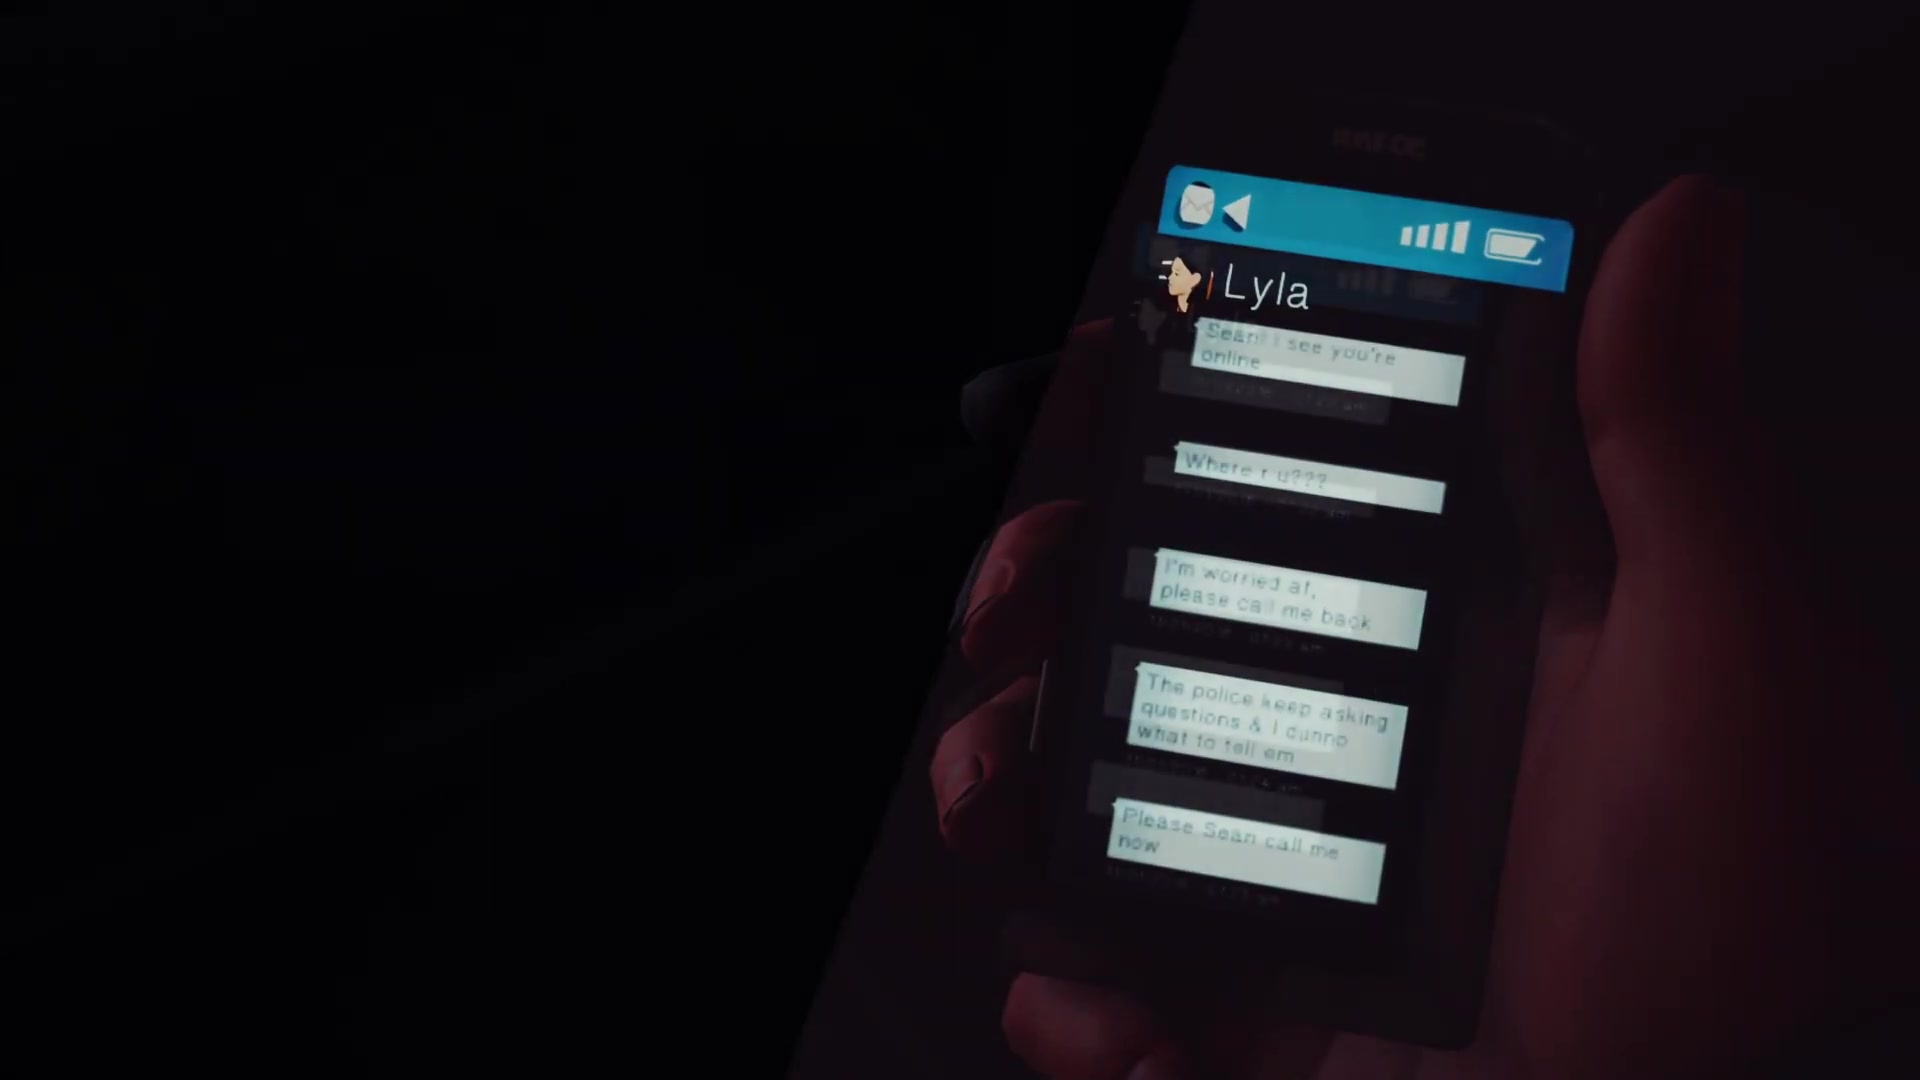 Lyla
Sean! I see you're
online
Where r u???
I'm worried af,
please call me back
The police keep asking
questions & I dunno
what to tell em
Please Sean call me
now